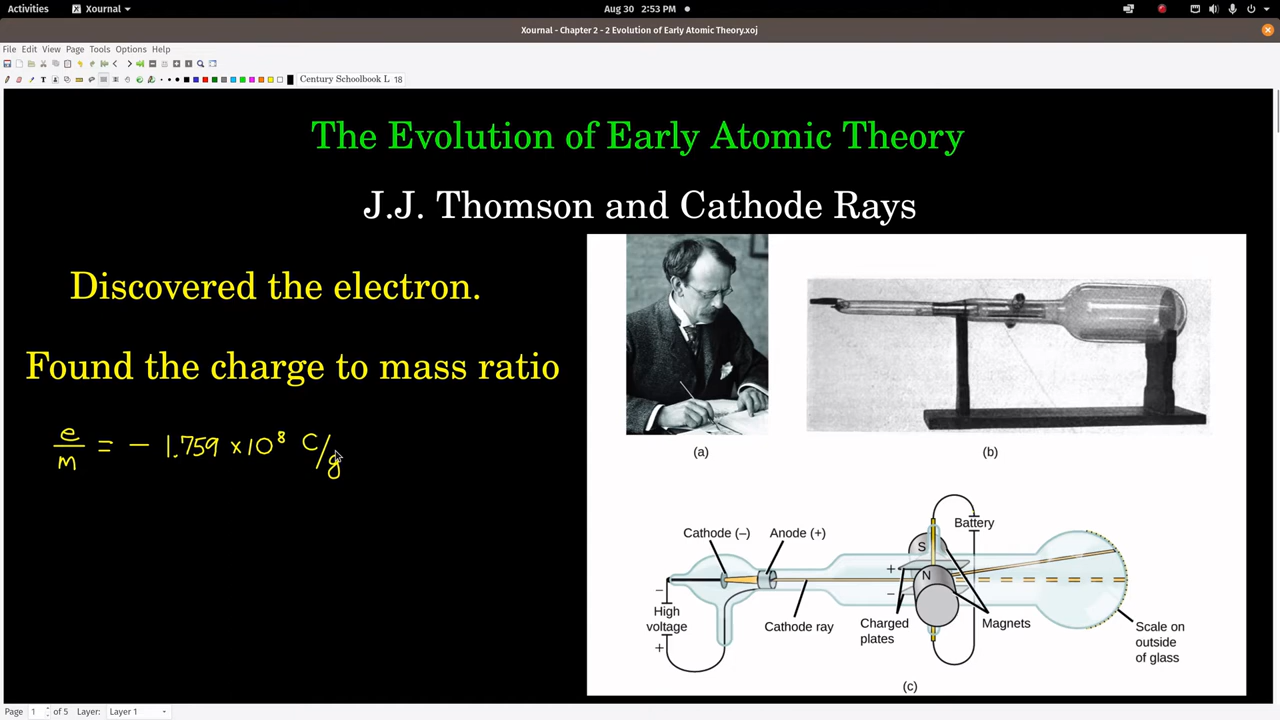 Activities
Xournal
Aug 30 2:53 PM
Xournal - Chapter 2 - 2 Evolution of Early Atomic Theory.xoj
File Edit View Page Tools Options Help
Century Schoolbook L 18
The Evolution of Early Atomic Theory
J.J. Thomson and Cathode Rays
Discovered the electron.
Found the charge to mass ratio
e/m = - 1.759 x10⁸ C/g
(a)
(b)
Cathode (–)
Anode (+)
Battery
S
N
+
–
–
High
voltage
+
Cathode ray
Charged
plates
Magnets
Scale on
outside
of glass
(c)
Page 1 of 5 Layer: Layer 1